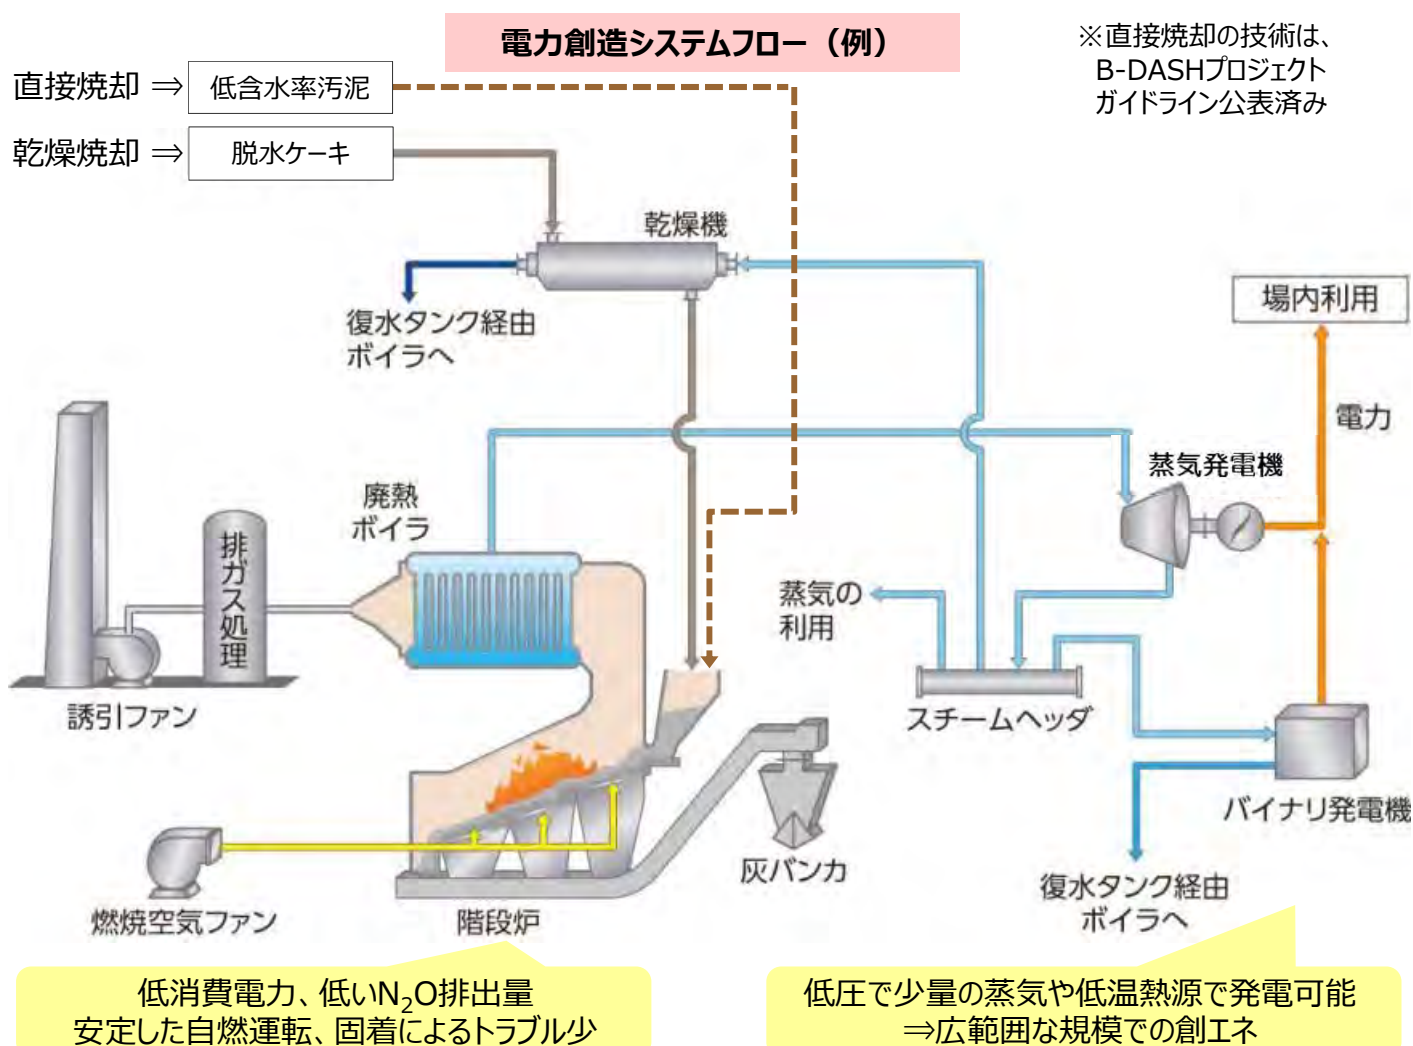 電力創造システムフロー（例）
※直接焼却の技術は、
B-DASHプロジェクト
ガイドライン公表済み
直接焼却 ⇒
低含水率汚泥
乾燥焼却 ⇒
脱水ケーキ
乾燥機
復水タンク経由
ボイラへ
場内利用
電力
蒸気発電機
廃熱
ボイラ
排ガス処理
蒸気の
利用
スチームヘッダ
誘引ファン
バイナリ発電機
灰バンカ
復水タンク経由
ボイラへ
燃焼空気ファン
階段炉
低消費電力、低いN₂O排出量
安定した自燃運転、固着によるトラブル少
低圧で少量の蒸気や低温熱源で発電可能
⇒広範囲な規模での創エネ